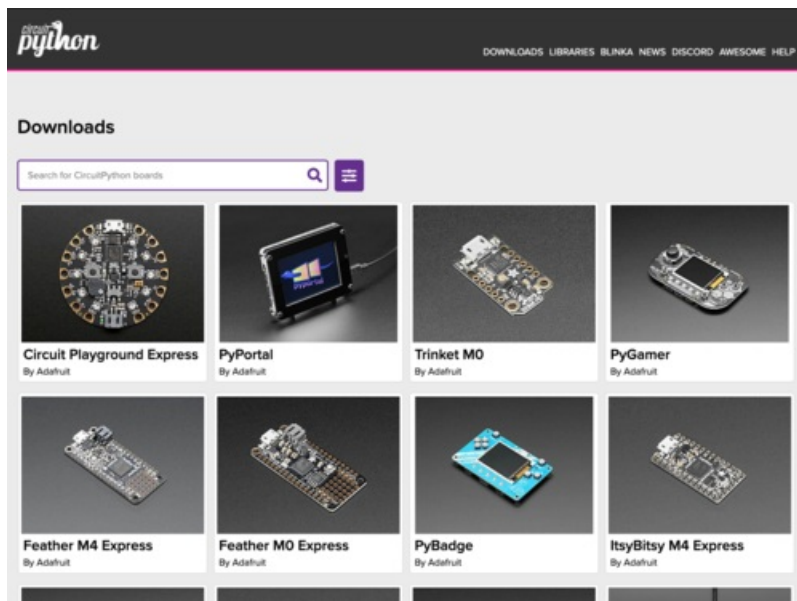 circuit
python
DOWNLOADS LIBRARIES BLINKA NEWS DISCORD AWESOME HELP
Downloads
Search for CircuitPython boards
PyPortal
Circuit Playground Express
By Adafruit
PyPortal
By Adafruit
Trinket M0
By Adafruit
PyGamer
By Adafruit
Feather M4 Express
By Adafruit
Feather M0 Express
By Adafruit
PyBadge
By Adafruit
ItsyBitsy M4 Express
By Adafruit